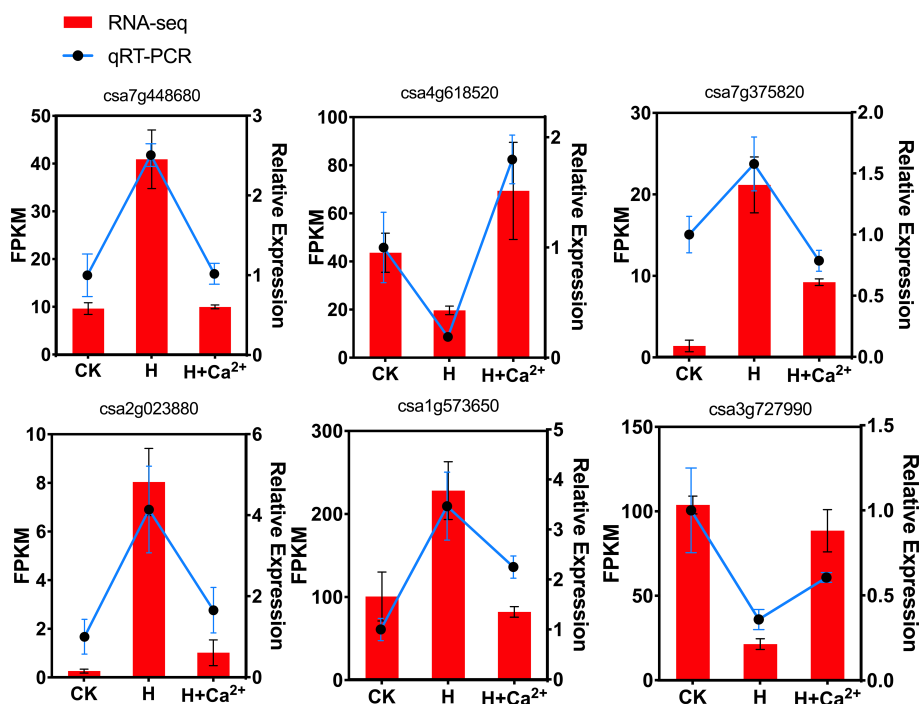 RNA-seq
qRT-PCR
csa7g448680
FPKM
50
40
30
20
10
0
3
2
1
0
Relative Expression
CK H H+Ca²⁺
csa4g618520
FPKM
100
80
60
40
20
0
2
1
0
Relative Expression
CK H H+Ca²⁺
csa7g375820
FPKM
30
20
10
0
2.0
1.5
1.0
0.5
0.0
Relative Expression
CK H H+Ca²⁺
csa2g023880
FPKM
10
8
6
4
2
0
6
4
2
0
Relative Expression
CK H H+Ca²⁺
csa1g573650
FPKM
300
200
100
0
5
4
3
2
1
0
Relative Expression
CK H H+Ca²⁺
csa3g727990
FPKM
150
100
50
0
1.5
1.0
0.5
0.0
Relative Expression
CK H H+Ca²⁺